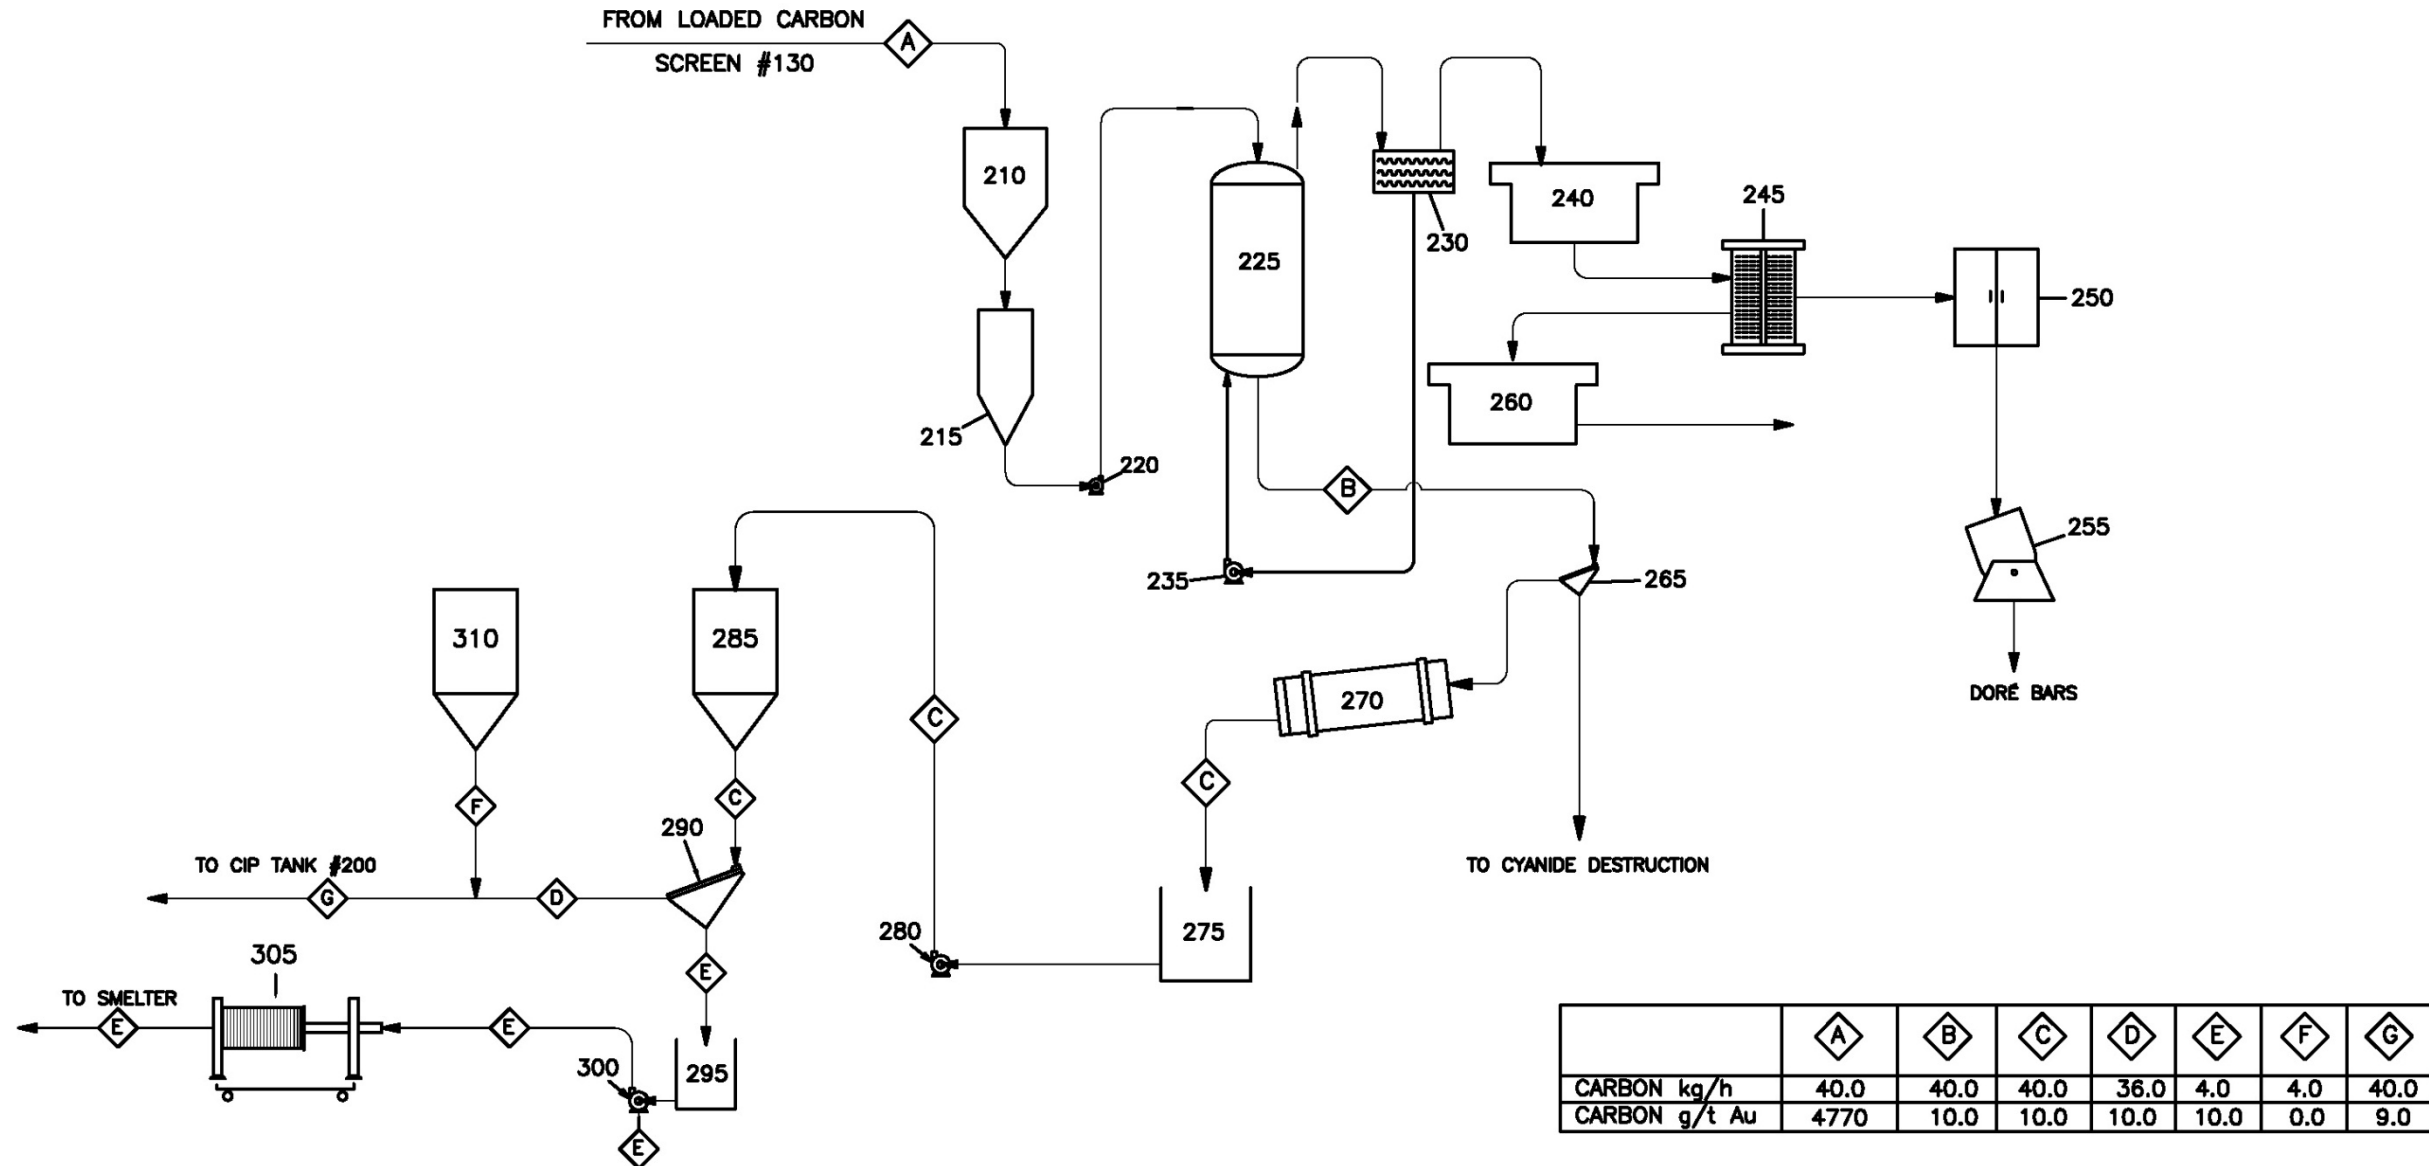 FROM LOADED CARBON
A
SCREEN #130
210
215
220
225
230
235
240
245
250
255
260
265
DORÉ BARS
B
270
C
275
TO CYANIDE DESTRUCTION
280
C
285
C
290
310
F
TO CIP TANK #200
G
D
E
295
300
E
E
305
TO SMELTER
E
A B C D E F G
CARBON kg/h 40.0 40.0 40.0 36.0 4.0 4.0 40.0
CARBON g/t Au 4770 10.0 10.0 10.0 10.0 0.0 9.0